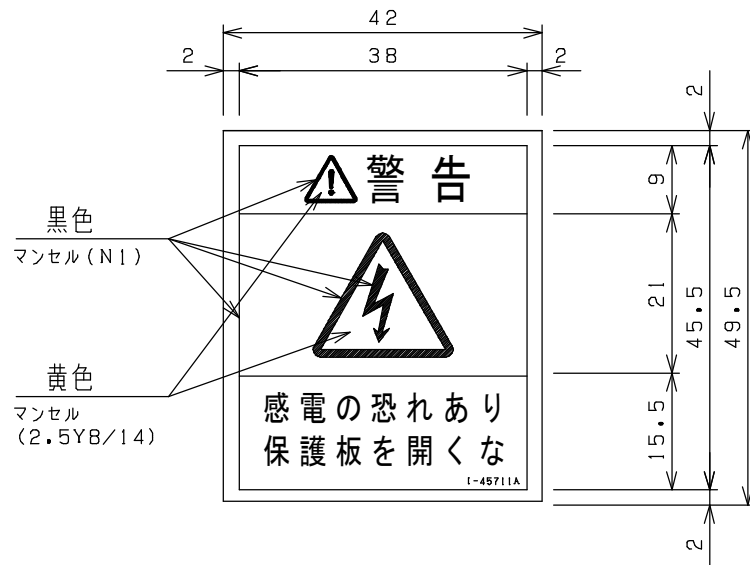 42
2
38
2
2
警告
9
黒色
マンセル(N1)
21
45.5
49.5
黄色
マンセル
(2.5Y8/14)
感電の恐れあり
保護板を開くな
15.5
I-45711A
2